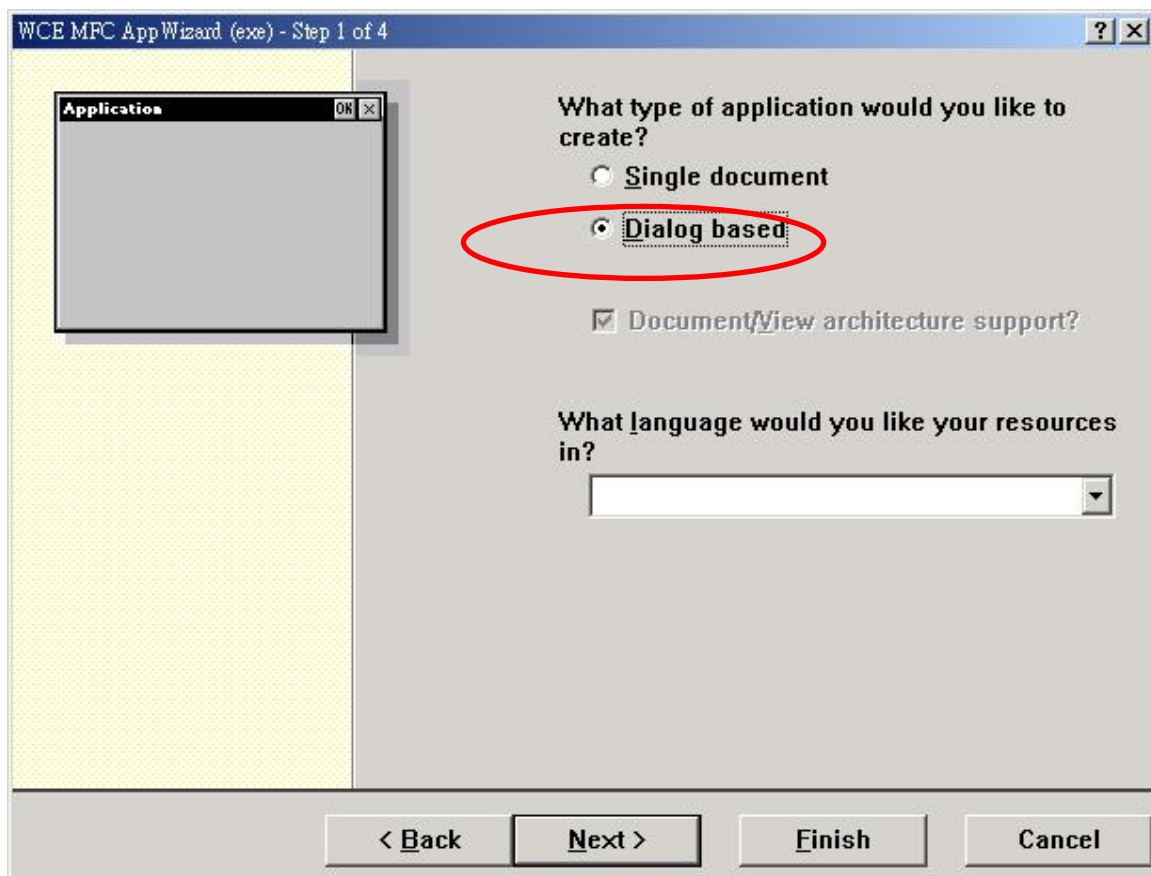 WCE MFC AppWizard (exe) - Step 1 of 4
Application OK
What type of application would you like to
create?
Single document
Dialog based
Document/View architecture support?
What language would you like your resources
in?
< Back Next > Finish Cancel